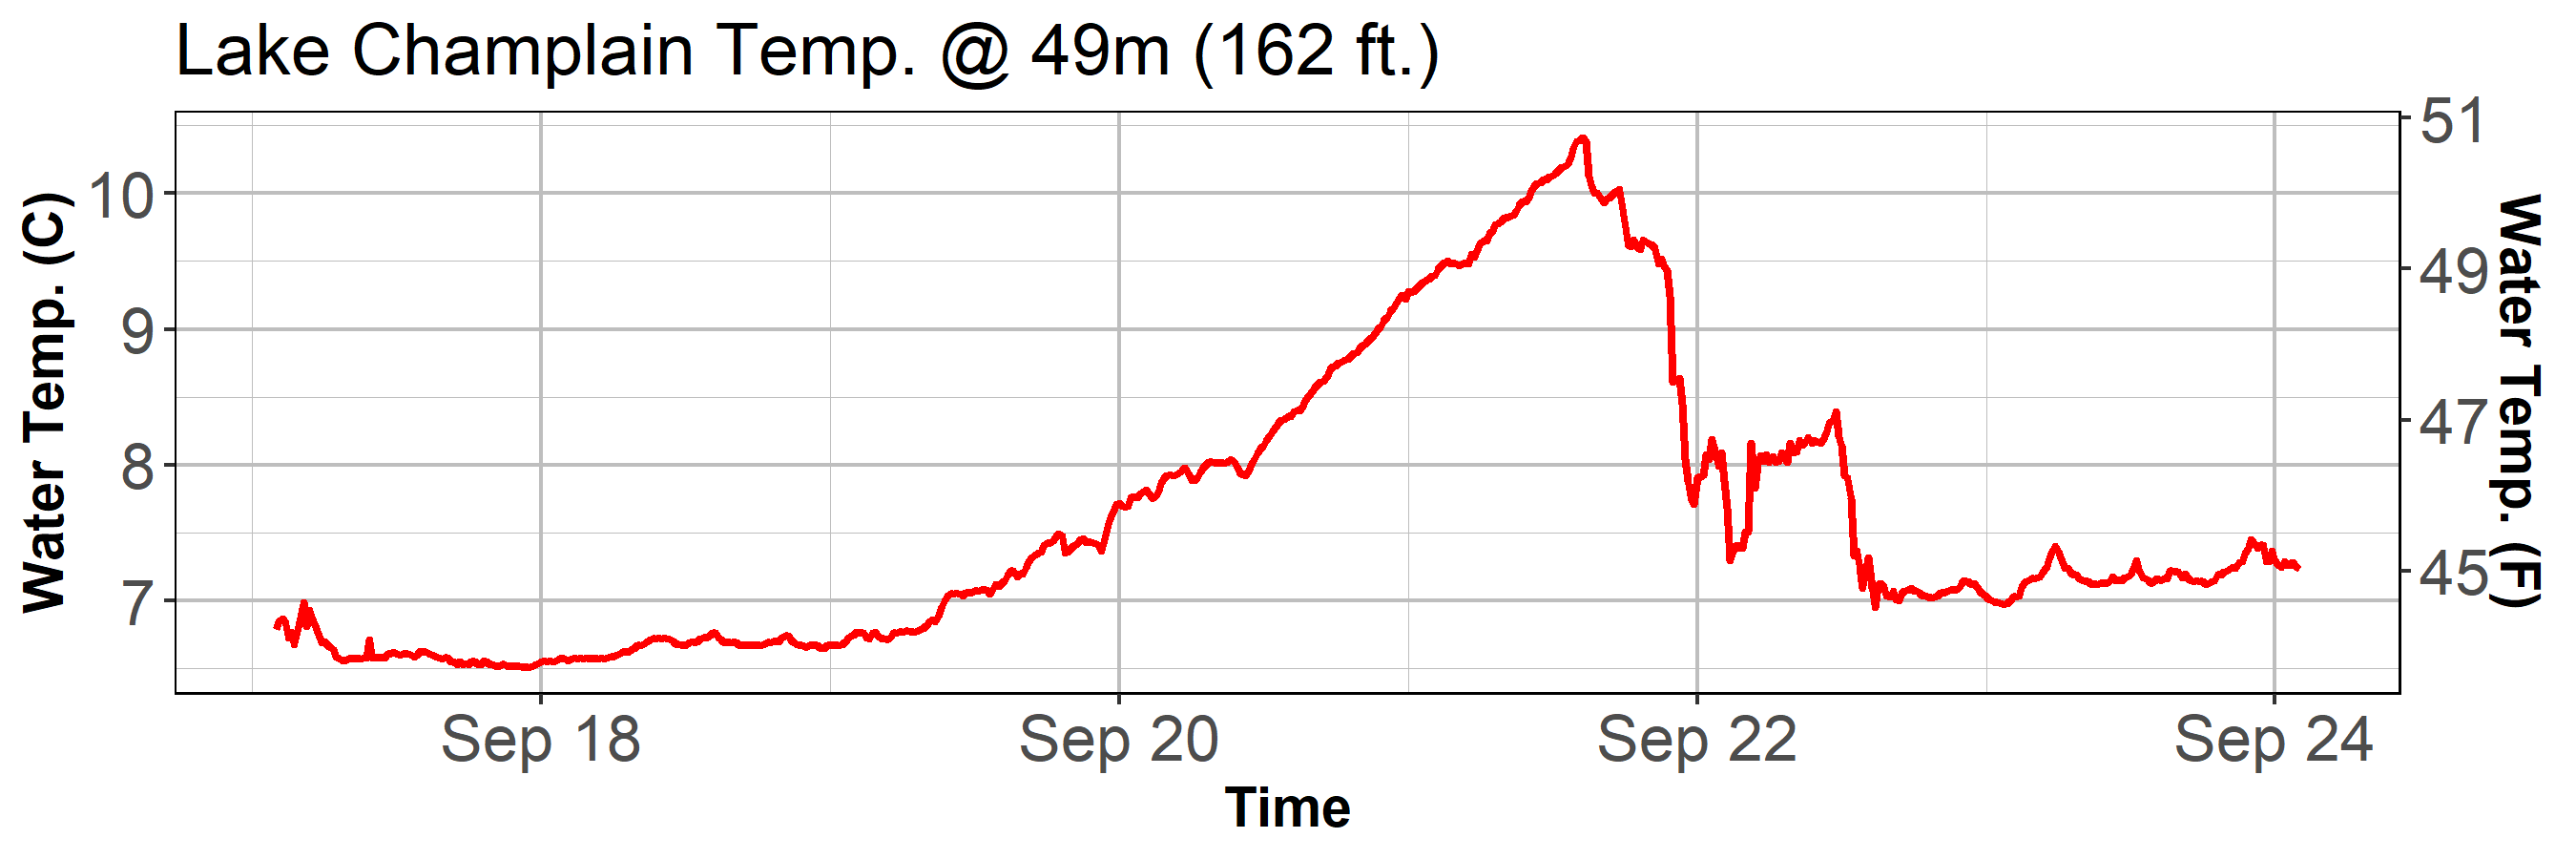 Lake Champlain Temp. @ 49m (162 ft.)
Water Temp. (C)
10
9
8
7
51
49
47
45
Water Temp. (F)
Sep 18
Sep 20
Sep 22
Sep 24
Time